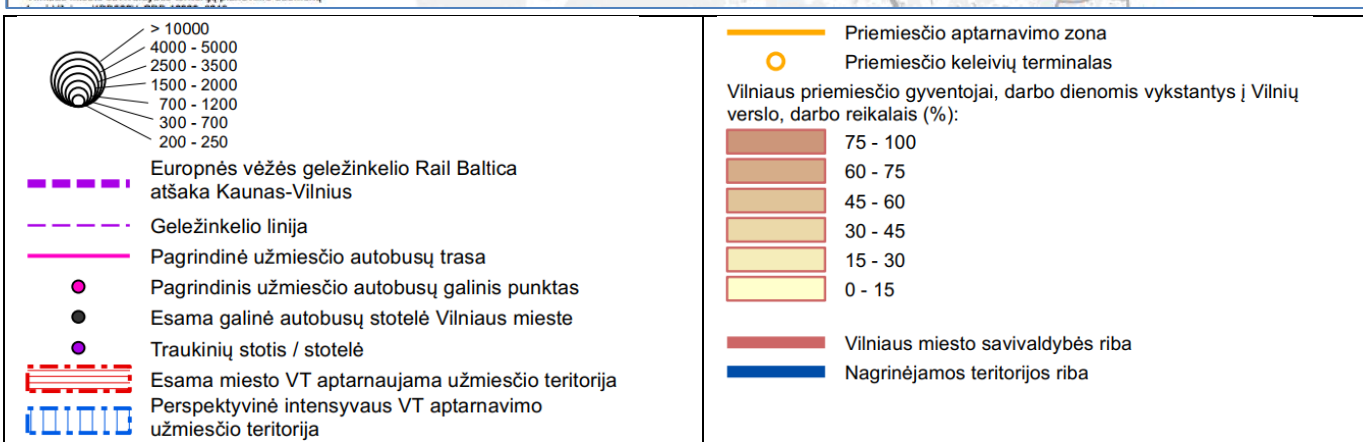 > 10000
4000 - 5000
2500 - 3500
1500 - 2000
700 - 1200
300 - 700
200 - 250
Europnės vėžės geležinkelio Rail Baltica
atšaka Kaunas-Vilnius
Geležinkelio linija
Pagrindinė užmiesčio autobusų trasa
Pagrindinis užmiesčio autobusų galinis punktas
Esama galinė autobusų stotelė Vilniaus mieste
Traukinių stotis / stotelė
Esama miesto VT aptarnaujama užmiesčio teritorija
Perspektyvinė intensyvaus VT aptarnavimo
užmiesčio teritorija
Priemiesčio aptarnavimo zona
Priemiesčio keleivių terminalas
Vilniaus priemiesčio gyventojai, darbo dienomis vykstantys į Vilnių
verslo, darbo reikalais (%):
75 - 100
60 - 75
45 - 60
30 - 45
15 - 30
0 - 15
Vilniaus miesto savivaldybės riba
Nagrinėjamos teritorijos riba